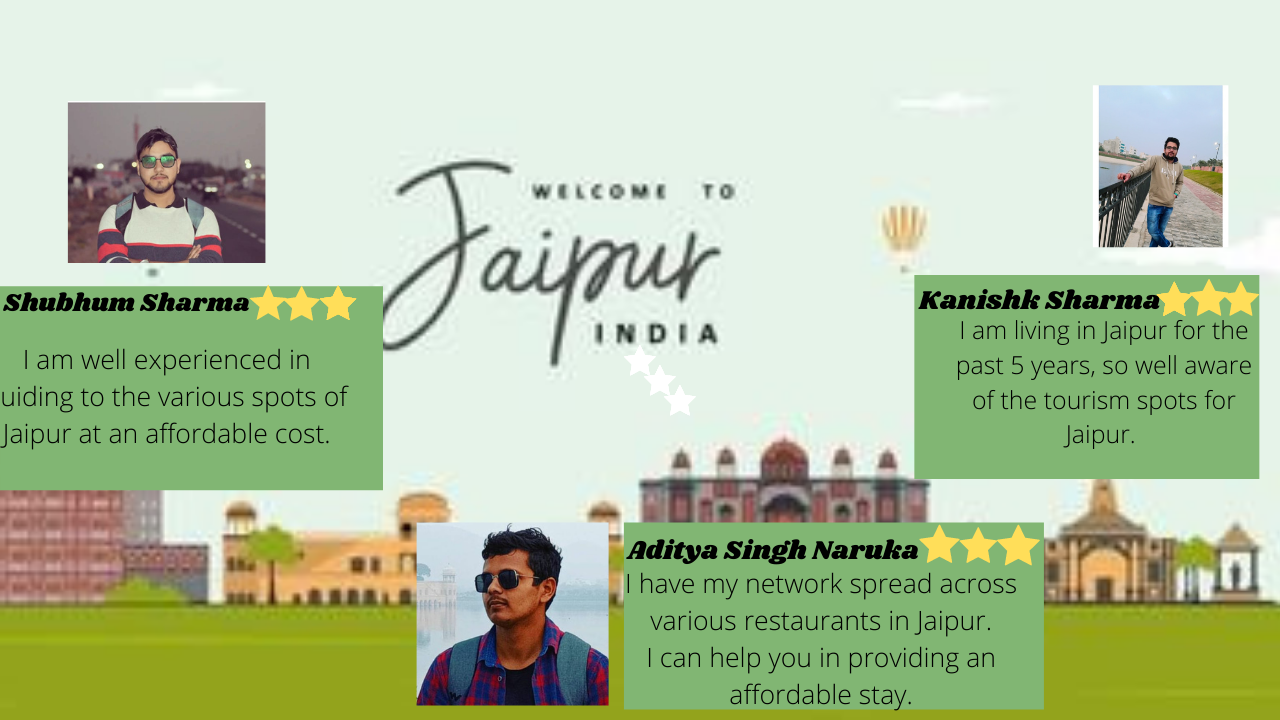 WELCOME TO
Jaipur
INDIA
Shubhum Sharma
I am well experienced in
uiding to the various spots of
Jaipur at an affordable cost.
Kanishk Sharma
I am living in Jaipur for the
past 5 years, so well aware
of the tourism spots for
Jaipur.
Aditya Singh Naruka
I have my network spread across
various restaurants in Jaipur.
I can help you in providing an
affordable stay.